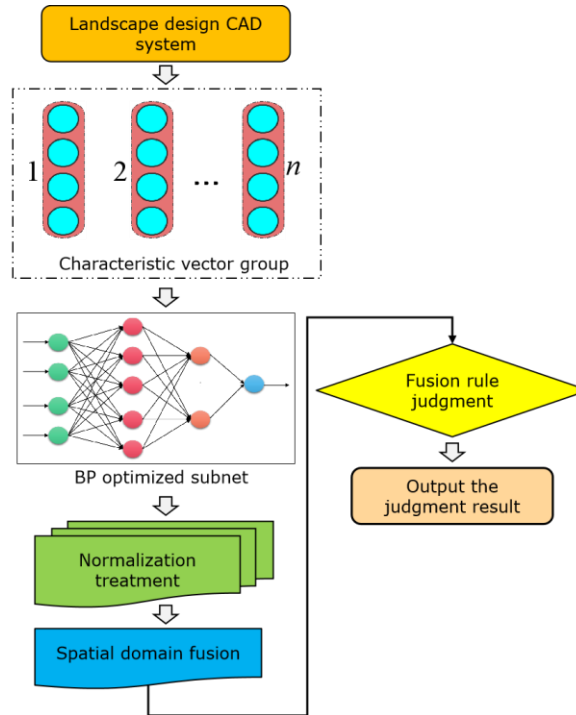 Landscape design CAD
system
1 2 ... n
Characteristic vector group
BP optimized subnet
Normalization
treatment
Spatial domain fusion
Fusion rule
judgment
Output the
judgment result